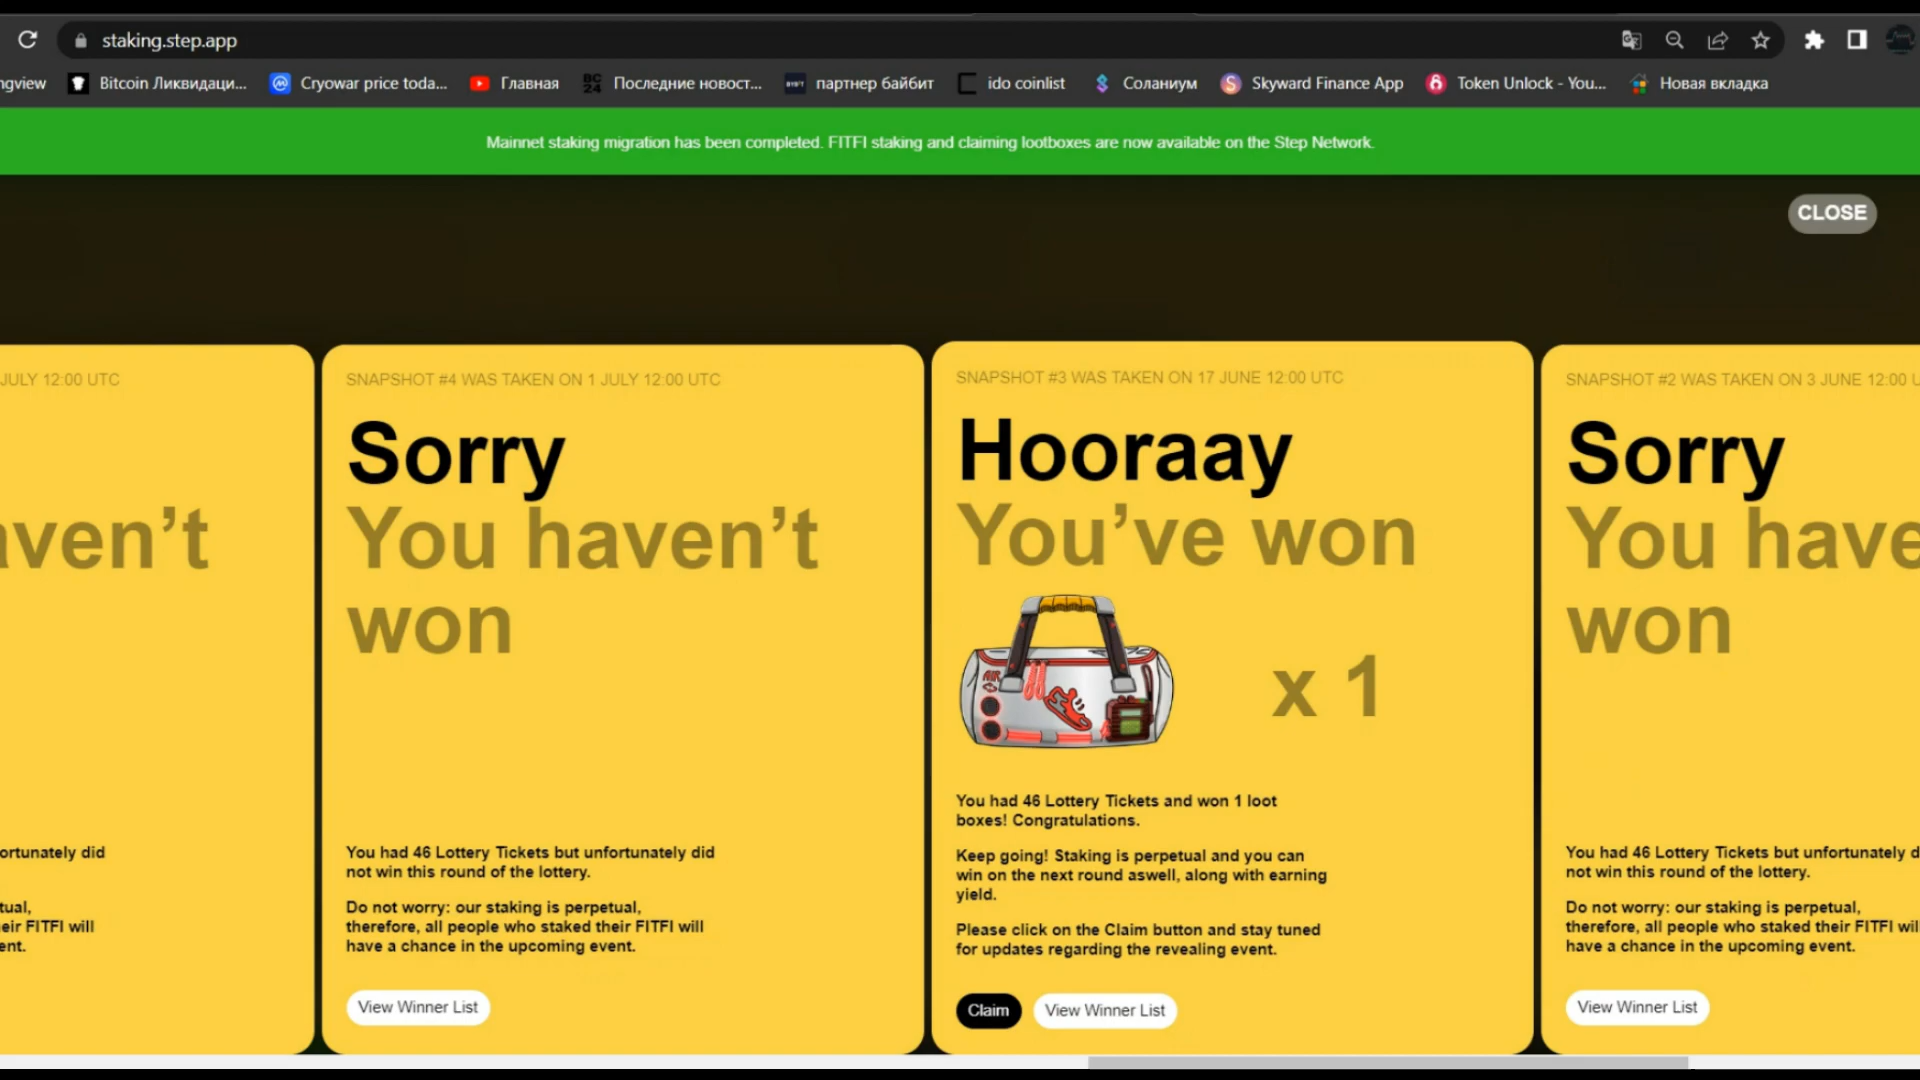 staking.step.app
ngview
Bitcoin Ликвидаци...
Cryowar price toda...
Главная
BC
24
Последние новост...
партнер байбит
ido coinlist
Соланиум
Skyward Finance App
Token Unlock - You...
Новая вкладка
Mainnet staking migration has been completed. FITFI staking and claiming lootboxes are now available on the Step Network.
CLOSE
JULY 12:00 UTC
aven’t
ortunately did
tual,
eir FITFI will
ent.
SNAPSHOT #4 WAS TAKEN ON 1 JULY 12:00 UTC
Sorry
You haven’t
won
You had 46 Lottery Tickets but unfortunately did
not win this round of the lottery.
Do not worry: our staking is perpetual,
therefore, all people who staked their FITFI will
have a chance in the upcoming event.
View Winner List
SNAPSHOT #3 WAS TAKEN ON 17 JUNE 12:00 UTC
Hooraay
You’ve won
AIR
x 1
You had 46 Lottery Tickets and won 1 loot
boxes! Congratulations.
Keep going! Staking is perpetual and you can
win on the next round aswell, along with earning
yield.
Please click on the Claim button and stay tuned
for updates regarding the revealing event.
Claim
View Winner List
SNAPSHOT #2 WAS TAKEN ON 3 JUNE 12:00 U
Sorry
You have
won
You had 46 Lottery Tickets but unfortunately d
not win this round of the lottery.
Do not worry: our staking is perpetual,
therefore, all people who staked their FITFI wil
have a chance in the upcoming event.
View Winner List